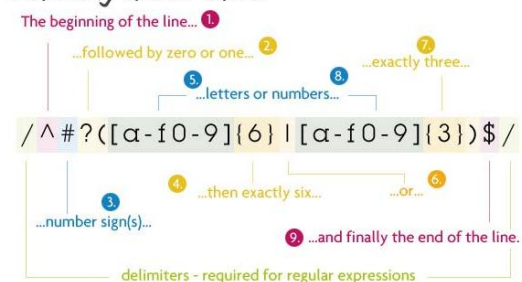 The beginning of the line... 1.
...followed by zero or one... 2.
7.
...exactly three...
5.
8.
...letters or numbers...
/^#?([a-f0-9]{6}|[a-f0-9]{3})$/
3.
...number sign(s)...
4. ...then exactly six...
...or... 6.
9. ...and finally the end of the line.
delimiters - required for regular expressions